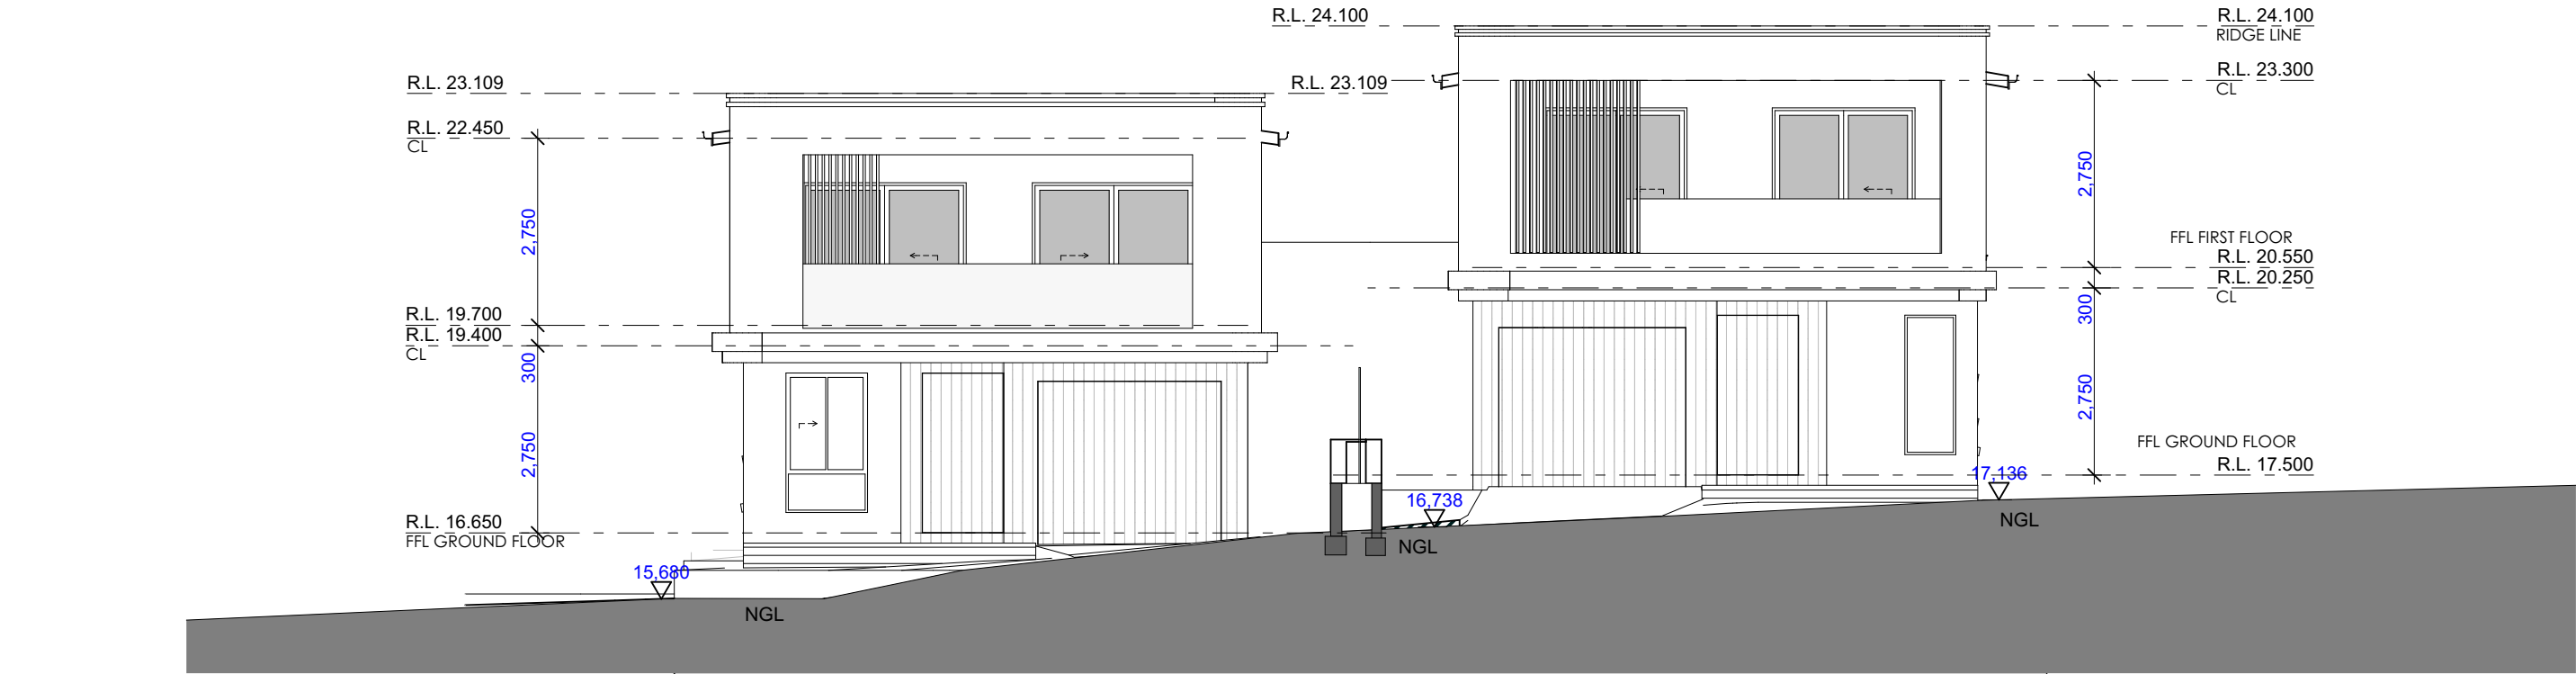 R.L. 24.100
R.L. 24.100
RIDGE LINE
R.L. 23.109
R.L. 23.109
R.L. 23.300
CL
R.L. 22.450
CL
2,750
2,750
FFL FIRST FLOOR
R.L. 20.550
R.L. 20.250
CL
R.L. 19.700
R.L. 19.400
CL
300
300
2,750
2,750
FFL GROUND FLOOR
R.L. 17.500
17,136
NGL
16,738
NGL
R.L. 16.650
FFL GROUND FLOOR
15,680
NGL